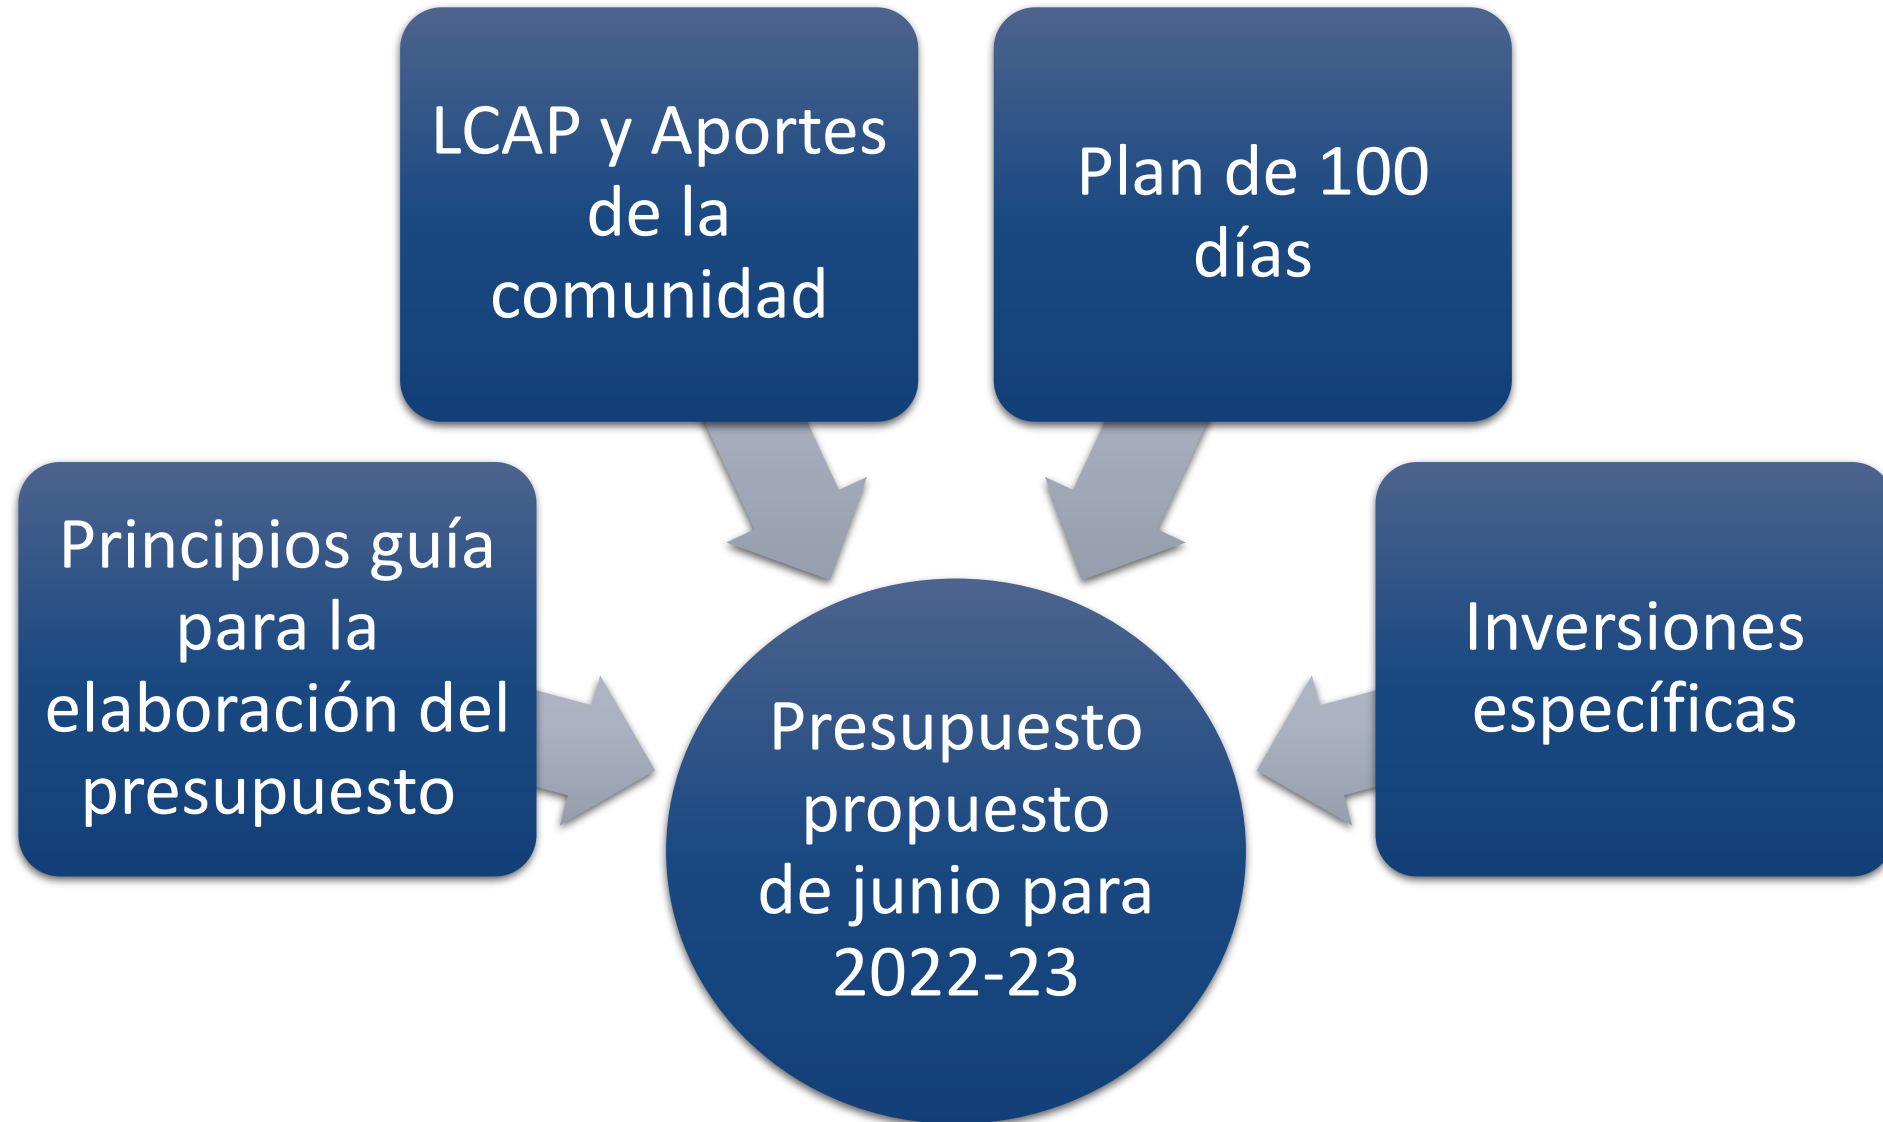 LCAP y Aportes
de la
comunidad
Plan de 100
días
Principios guía
para la
elaboración del
presupuesto
Inversiones
específicas
Presupuesto
propuesto
de junio para
2022-23